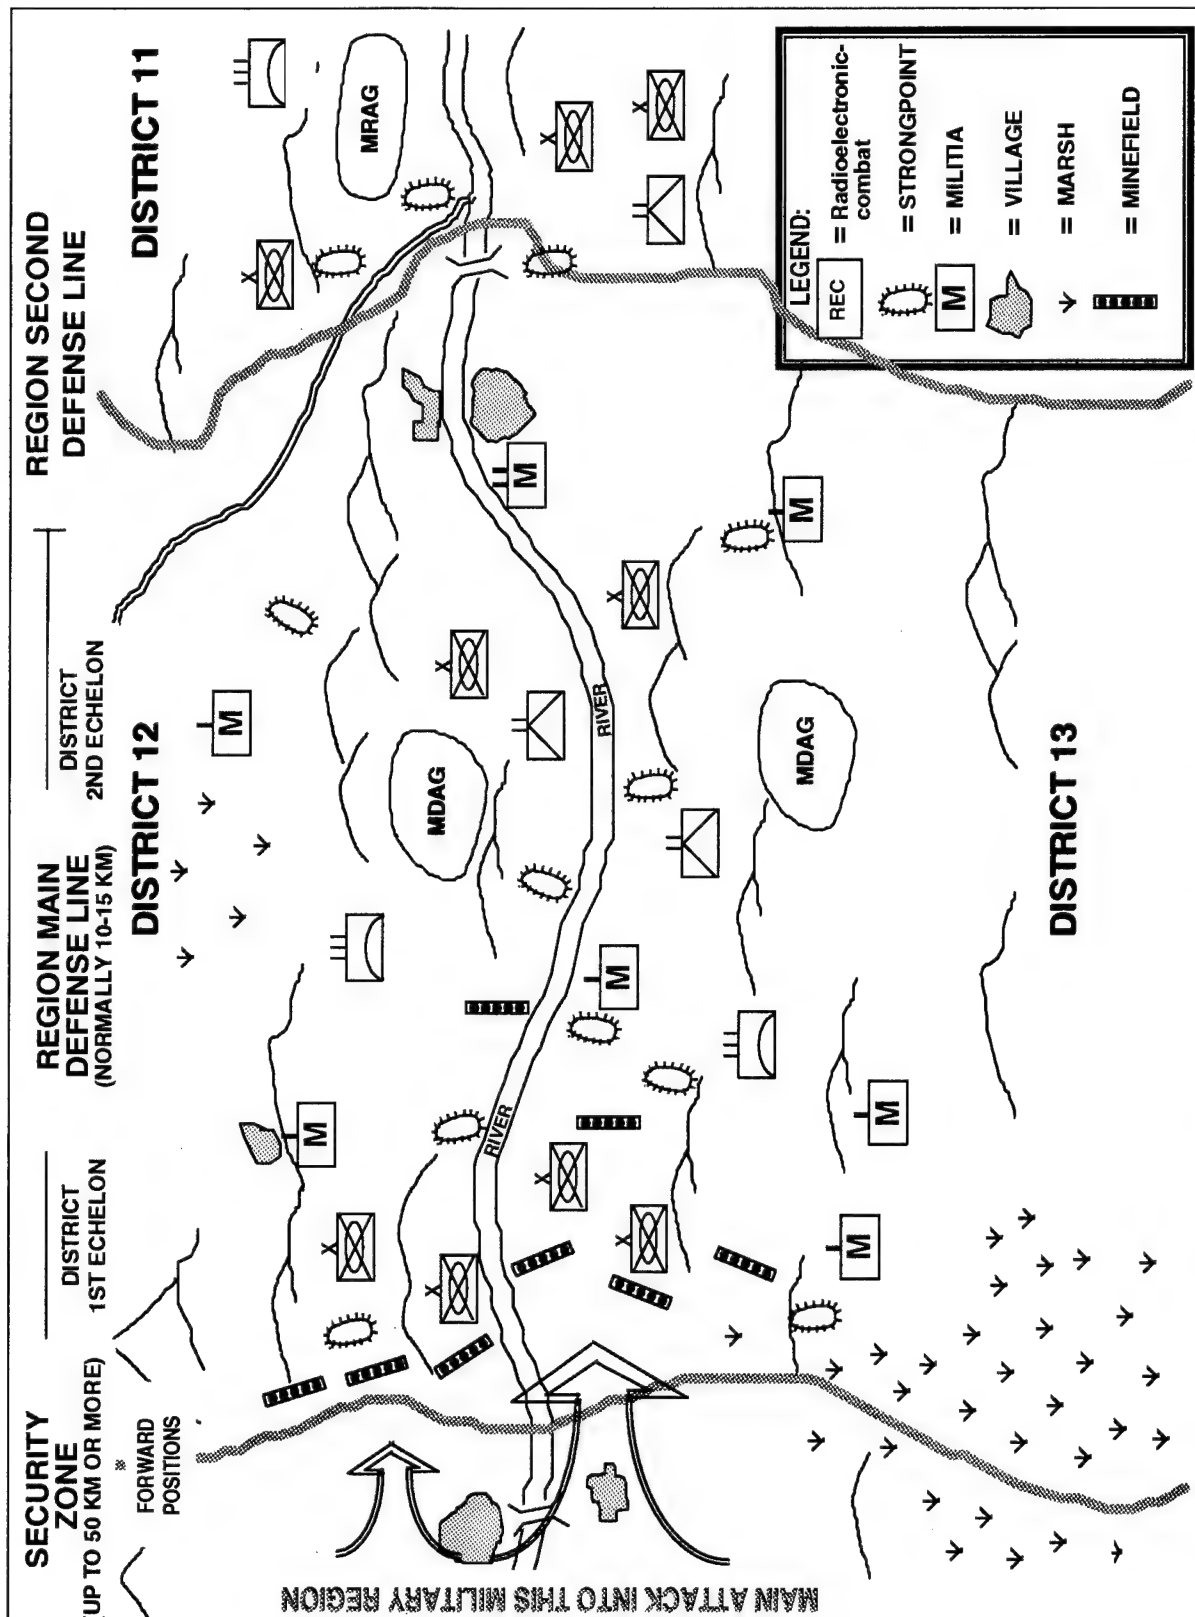 SECURITY
ZONE
(UP TO 50 KM OR MORE)
FORWARD
POSITIONS
DISTRICT
1ST ECHELON
REGION MAIN
DEFENSE LINE
(NORMALLY 10-15 KM)
DISTRICT
2ND ECHELON
REGION SECOND
DEFENSE LINE
DISTRICT 12
DISTRICT 11
MRAG
MDAG
M
M
M
M
M
M
M
RIVER
RIVER
MDAG
DISTRICT 13
MAIN ATTACK INTO THIS MILITARY REGION
LEGEND:
REC = Radioelectronic-
combat
= STRONGPOINT
M = MILITIA
= VILLAGE
= MARSH
= MINEFIELD